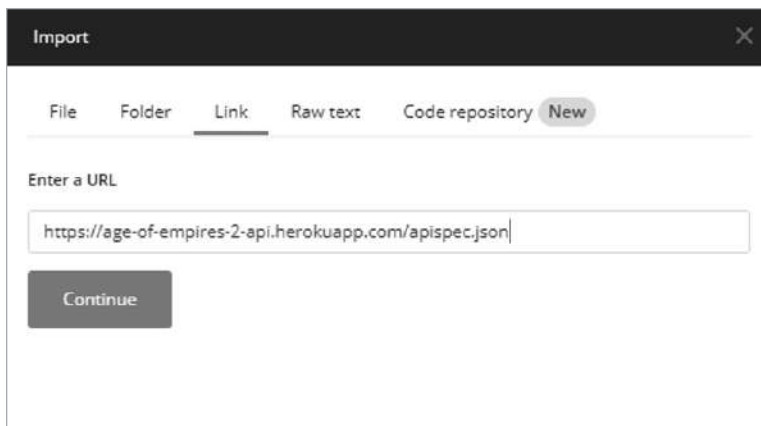 Import
File Folder Link Raw text Code repository New
Enter a URL
https://age-of-empires-2-api.herokuapp.com/apispec.json
Continue